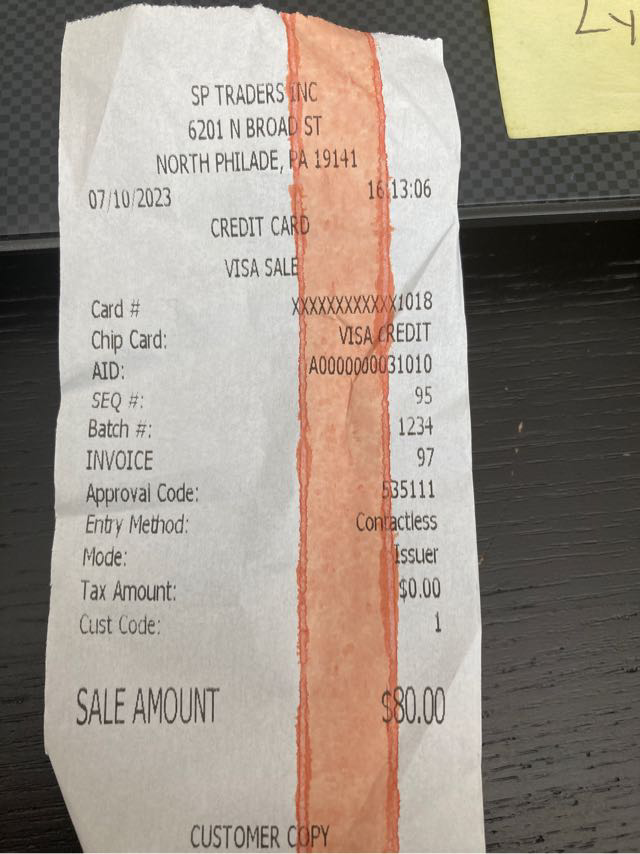 SP TRADERS INC
6201 N BROAD ST
NORTH PHILADE, PA 19141
07/10/2023 16:13:06
CREDIT CARD
VISA SALE
Card # XXXXXXXXXXXX1018
Chip Card: VISA CREDIT
AID: A0000000031010
SEQ #: 95
Batch #: 1234
INVOICE 97
Approval Code: 535111
Entry Method: Contactless
Mode: Issuer
Tax Amount: $0.00
Cust Code: 1
SALE AMOUNT $80.00
CUSTOMER COPY